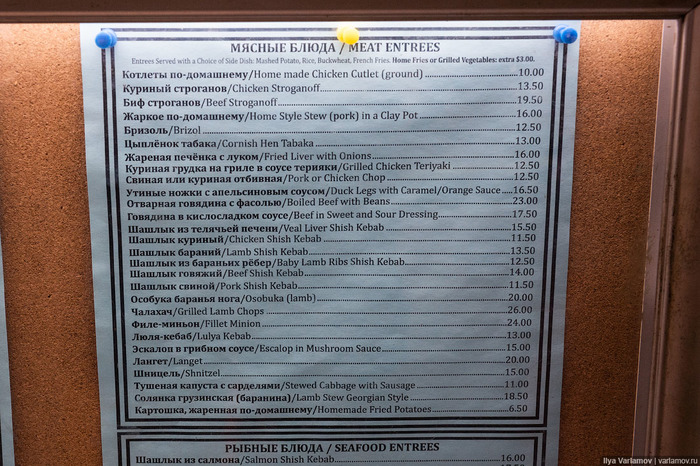 МЯСНЫЕ БЛЮДА / MEAT ENTREES
Entrees Served with a Choice of Side Dish: Mashed Potato, Rice, Buckwheat, French Fries. Home Fries or Grilled Vegetables: extra $3.00.
Котлеты по-домашнему/Home made Chicken Cutlet (ground) 10.00
Куриный строганов/Chicken Stroganoff 13.50
Биф строганов/Beef Stroganoff 19.50
Жаркое по-домашнему/Home Style Stew (pork) in a Clay Pot 16.00
Бризоль/Brizol 12.50
Цыплёнок табака/Cornish Hen Tabaka 13.00
Жареная печёнка с луком/Fried Liver with Onions 16.00
Куриная грудка на гриле в соусе терияки/Grilled Chicken Teriyaki 12.50
Свиная или куриная отбивная/Pork or Chicken Chop 12.50
Утиные ножки с апельсиновым соусом/Duck Legs with Caramel/Orange Sauce 16.50
Отварная говядина с фасолью/Boiled Beef with Beans 23.00
Говядина в кислосладком соусе/Beef in Sweet and Sour Dressing 17.50
Шашлык из телячьей печени/Veal Liver Shish Kebab 15.50
Шашлык куриный/Chicken Shish Kebab 11.50
Шашлык бараний/Lamb Shish Kebab 13.50
Шашлык из бараньих рёбер/Baby Lamb Ribs Shish Kebab 12.50
Шашлык говяжий/Beef Shish Kebab 14.00
Шашлык свиной/Pork Shish Kebab 11.50
Особука баранья нога/Osobuka (lamb) 20.00
Чалахач/Grilled Lamb Chops 26.00
Филе-миньон/Fillet Minion 24.00
Люля-кебаб/Lulya Kebab 13.00
Эскалоп в грибном соусе/Escalop in Mushroom Sauce 15.00
Лангет/Langet 20.00
Шницель/Shnitzel 15.00
Тушеная капуста с сарделями/Stewed Cabbage with Sausage 11.00
Солянка грузинская (баранина)/Lamb Stew Georgian Style 18.50
Картошка, жаренная по-домашнему/Homemade Fried Potatoes 6.50
РЫБНЫЕ БЛЮДА / SEAFOOD ENTREES
Шашлык из салмона/Salmon Shish Kebab 16.00
Ilya Varlamov // varlamov.ru